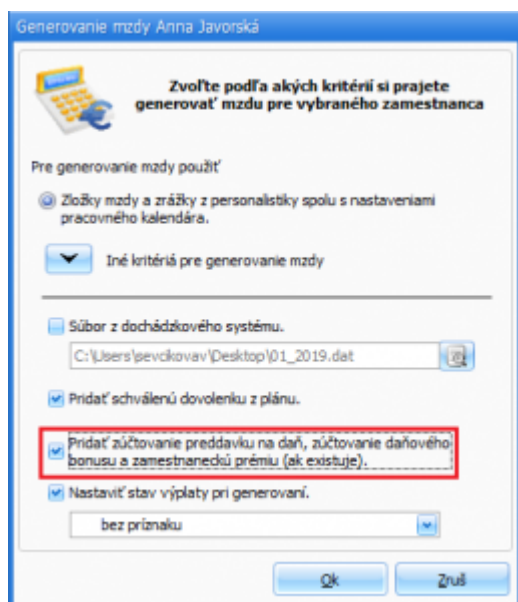 Generovanie mzdy Anna Javorská
Zvoľte podľa akých kritérií si prajete
generovať mzdu pre vybraného zamestnanca
Pre generovanie mzdy použiť
Zložky mzdy a zrážky z personalistiky spolu s nastaveniami
pracovného kalendára.
Iné kritériá pre generovanie mzdy
Súbor z dochádzkového systému.
C:\Users\sevcikovav\Desktop\01_2019.dat
Pridať schválenú dovolenku z plánu.
Pridať zúčtovanie preddavku na daň, zúčtovanie daňového
bonusu a zamestnaneckú prémiu (ak existuje).
Nastaviť stav výplaty pri generovaní.
bez príznaku
Ok
Zruš